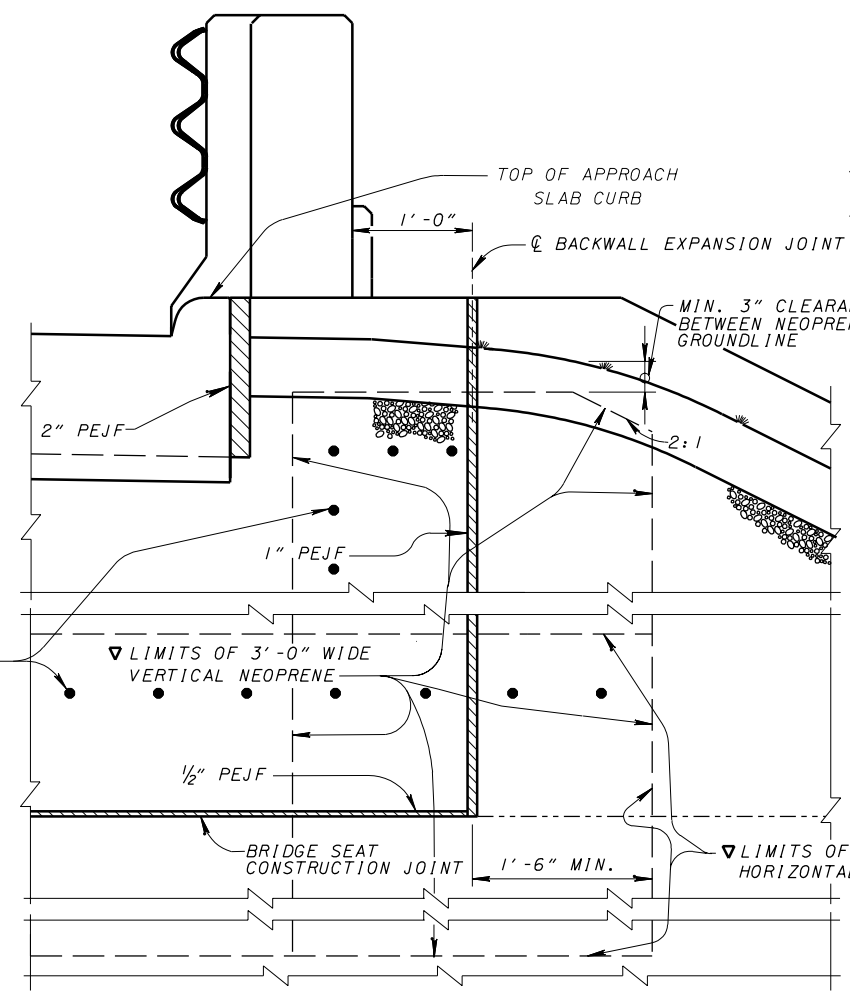 TOP OF APPROACH
SLAB CURB
1'-0"
℄ BACKWALL EXPANSION JOINT
MIN. 3" CLEARA
BETWEEN NEOPRE
GROUNDLINE
2" PEJF
2:1
1" PEJF
∇ LIMITS OF 3'-0" WIDE
VERTICAL NEOPRENE
½" PEJF
BRIDGE SEAT
CONSTRUCTION JOINT
1'-6" MIN.
∇ LIMITS OF
HORIZONTAL